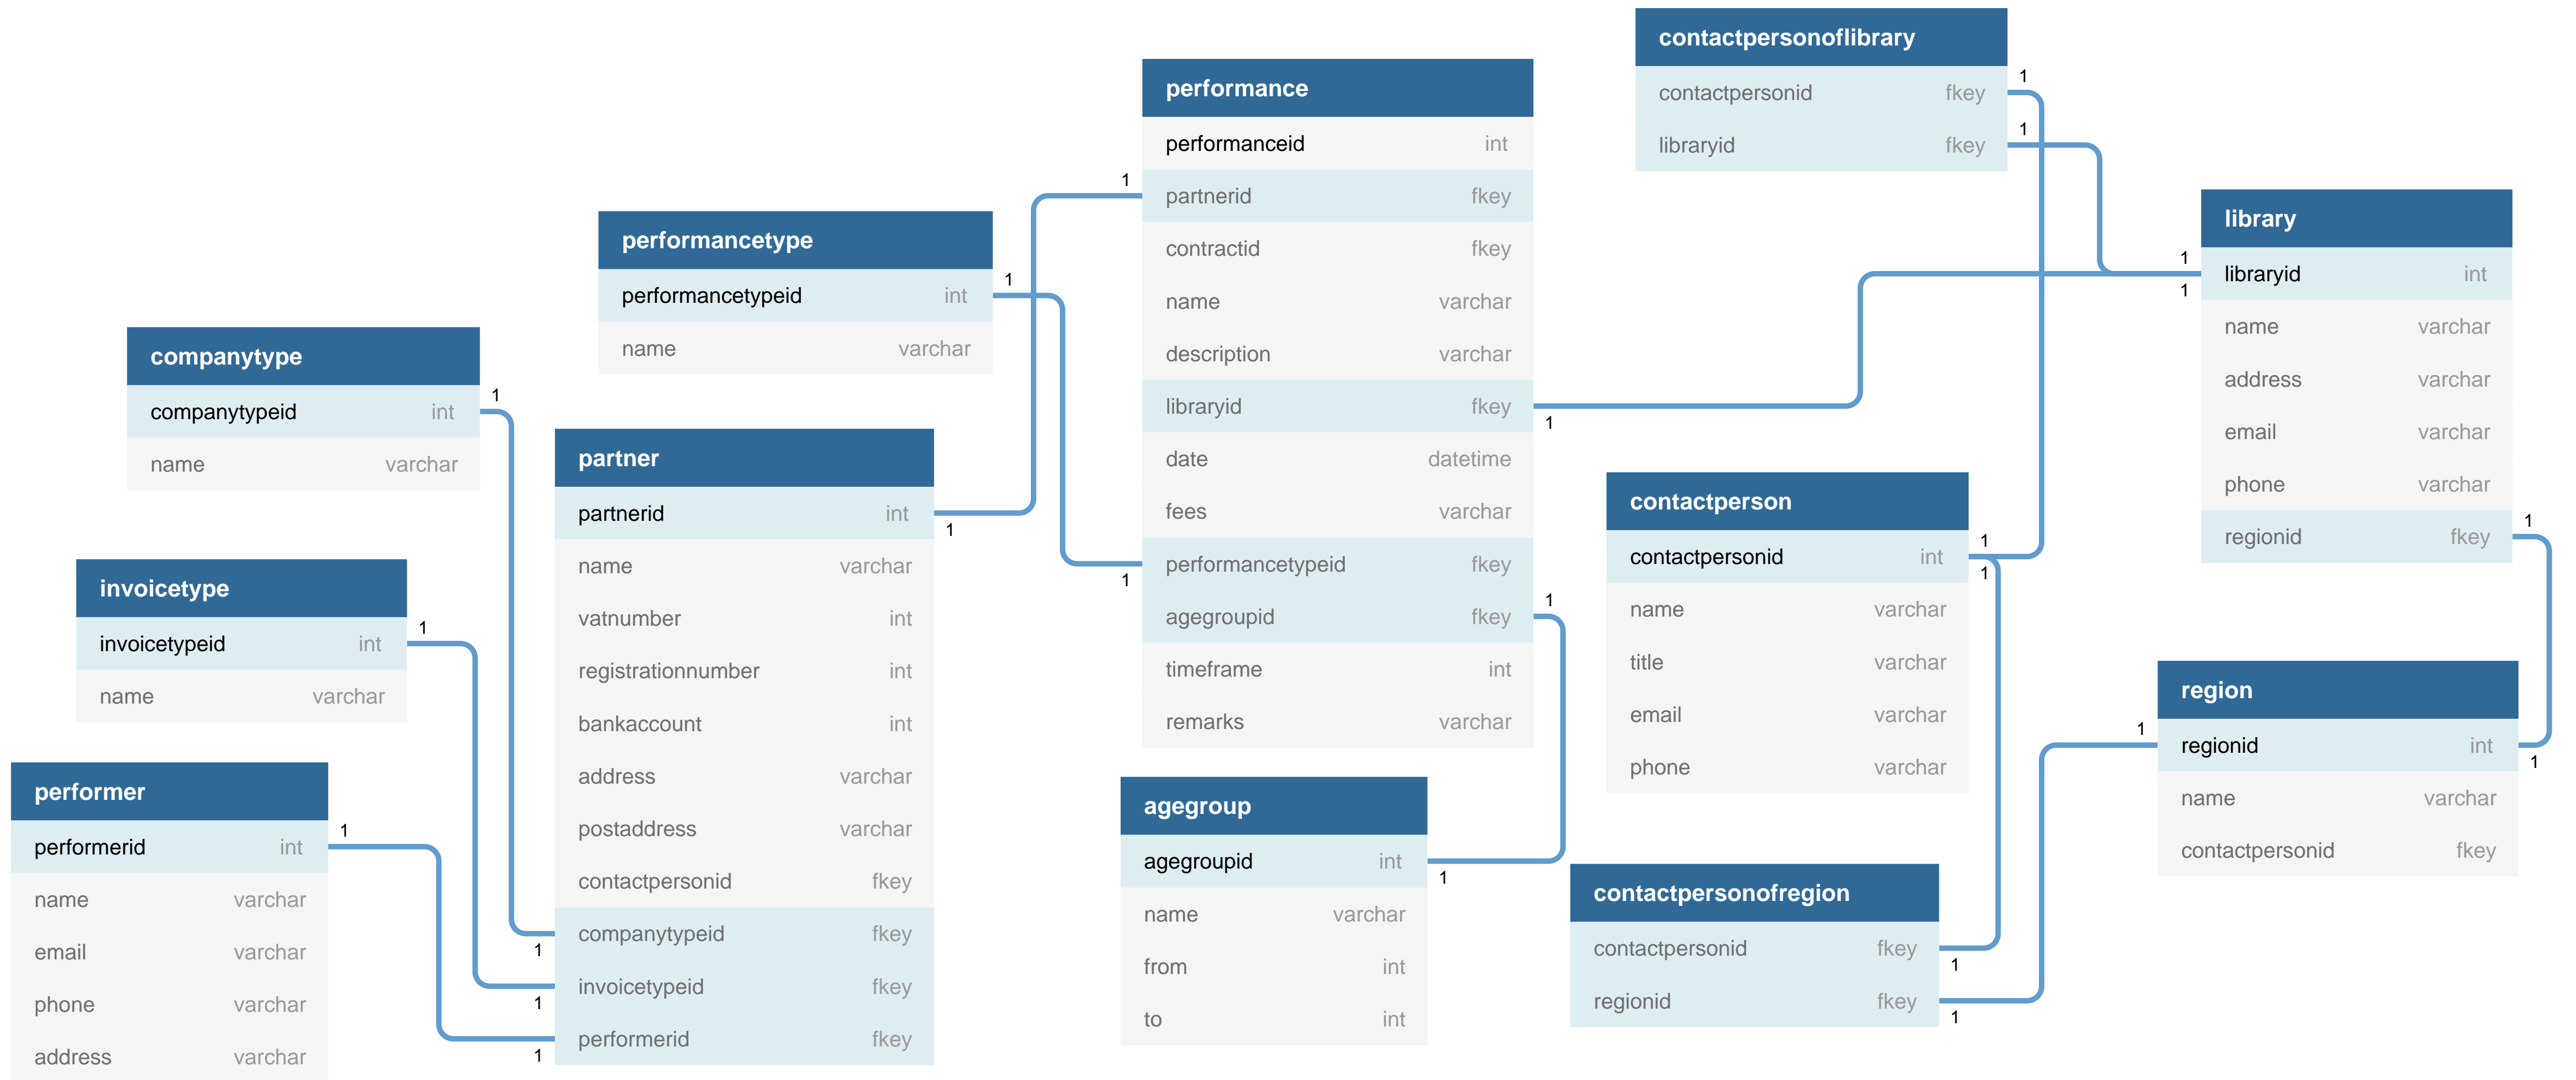 contactpersonoflibrary
1
contactpersonid fkey
1
libraryid fkey
performance
performanceid int
1
partnerid fkey
contractid fkey
name varchar
description varchar
libraryid fkey
1
date datetime
fees varchar
performancetypeid fkey
1
agegroupid fkey
1
timeframe int
remarks varchar
library
1
libraryid int
1
name varchar
address varchar
email varchar
phone varchar
1
regionid fkey
performancetype
1
performancetypeid int
name varchar
companytype
1
companytypeid int
name varchar
partner
partnerid int
1
name varchar
vatnumber int
registrationnumber int
bankaccount int
address varchar
postaddress varchar
contactpersonid fkey
companytypeid fkey
1
invoicetypeid fkey
1
performerid fkey
1
contactperson
1
contactpersonid int
1
name varchar
title varchar
email varchar
phone varchar
invoicetype
1
invoicetypeid int
name varchar
region
1
regionid int
1
name varchar
contactpersonid fkey
performer
1
performerid int
name varchar
email varchar
phone varchar
address varchar
agegroup
agegroupid int
1
name varchar
from int
to int
contactpersonofregion
contactpersonid fkey
1
regionid fkey
1